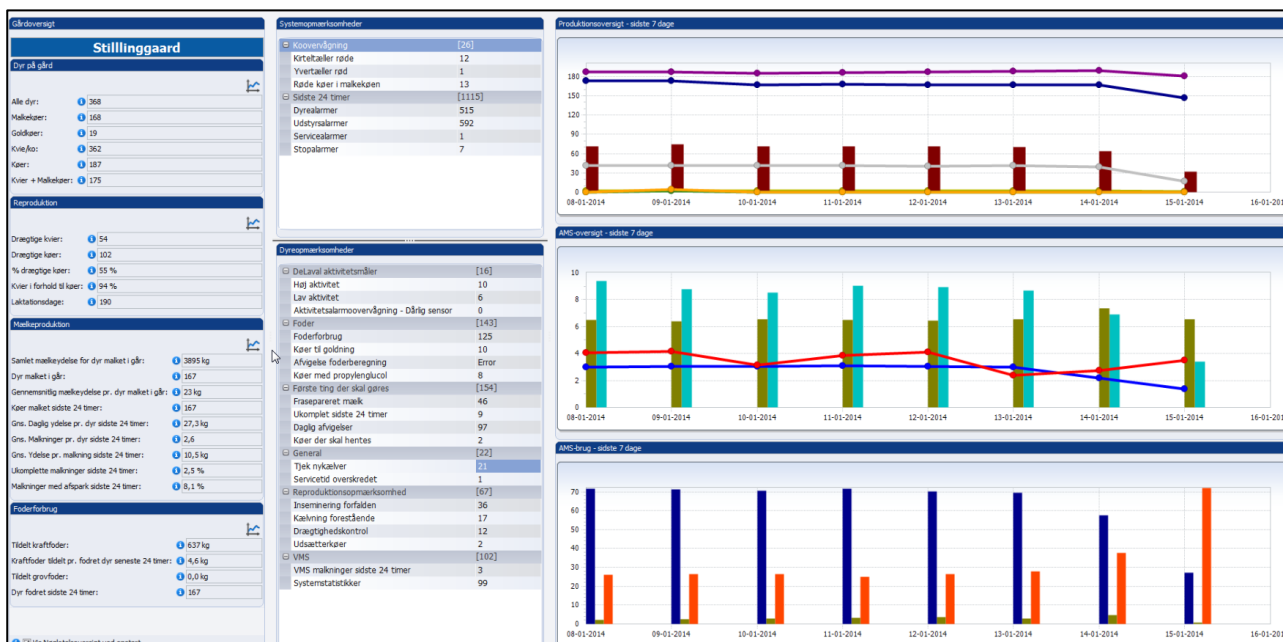 Gårdoversigt
Stilllinggaard
Dyr på gård
Alle dyr: 368
Malkekøer: 168
Goldkøer: 19
Kvie/ko: 362
Køer: 187
Kvier + Malkekøer: 175
Reproduktion
Drægtige kvier: 54
Drægtige køer: 102
% drægtige køer: 55 %
Kvier i forhold til køer: 94 %
Laktationsdage: 190
Mælkeproduktion
Samlet mælkeydelse for dyr malket i går: 3895 kg
Dyr malket i går: 167
Gennemsnitlig mælkeydelse pr. dyr malket i går: 23 kg
Køer malket sidste 24 timer: 167
Gns. Daglig ydelse pr. dyr sidste 24 timer: 27,3 kg
Gns. Malkninger pr. dyr sidste 24 timer: 2,6
Gns. Ydelse pr. malkning sidste 24 timer: 10,5 kg
Ukomplette malkninger sidste 24 timer: 2,5 %
Malkninger med afspark sidste 24 timer: 8,1 %
Foderforbrug
Tildelt kraftfoder: 637 kg
Kraftfoder tildelt pr. fodret dyr seneste 24 timer: 4,6 kg
Tildelt grovfoder: 0,0 kg
Dyr fodret sidste 24 timer: 167
Systemopmærksomheder
Koovervågning [26]
Kirteltæller røde 12
Yvertæller rød 1
Røde køer i malkekøen 13
Sidste 24 timer [1115]
Dyrealarmer 515
Udstyrsalarmer 592
Servicealarmer 1
Stopalarmer 7
Dyreopmærksomheder
DeLaval aktivitetsmåler [16]
Høj aktivitet 10
Lav aktivitet 6
Aktivitetsalarmoovervågning - Dårlig sensor 0
Foder [143]
Foderforbrug 125
Køer til goldning 10
Afvigelse foderberegning Error
Køer med propylenglucol 8
Første ting der skal gøres [154]
Frasepareret mælk 46
Ukomplet sidste 24 timer 9
Daglig afvigelser 97
Køer der skal hentes 2
General [22]
Tjek nykælver 21
Servicetid overskredet 1
Reproduktionsopmærksomhed [67]
Inseminering forfalden 36
Kælvning forestående 17
Drægtighedskontrol 12
Udsætterkøer 2
VMS [102]
VMS malkninger sidste 24 timer 3
Systemstatistikker 99
Produktionsoversigt - sidste 7 dage
180
150
120
90
60
30
0
08-01-2014 09-01-2014 10-01-2014 11-01-2014 12-01-2014 13-01-2014 14-01-2014 15-01-2014 16-01-20
AMS-oversigt - sidste 7 dage
10
8
6
4
2
0
08-01-2014 09-01-2014 10-01-2014 11-01-2014 12-01-2014 13-01-2014 14-01-2014 15-01-2014 16-01-20
AMS-brug - sidste 7 dage
70
60
50
40
30
20
10
0
08-01-2014 09-01-2014 10-01-2014 11-01-2014 12-01-2014 13-01-2014 14-01-2014 15-01-2014 16-01-20